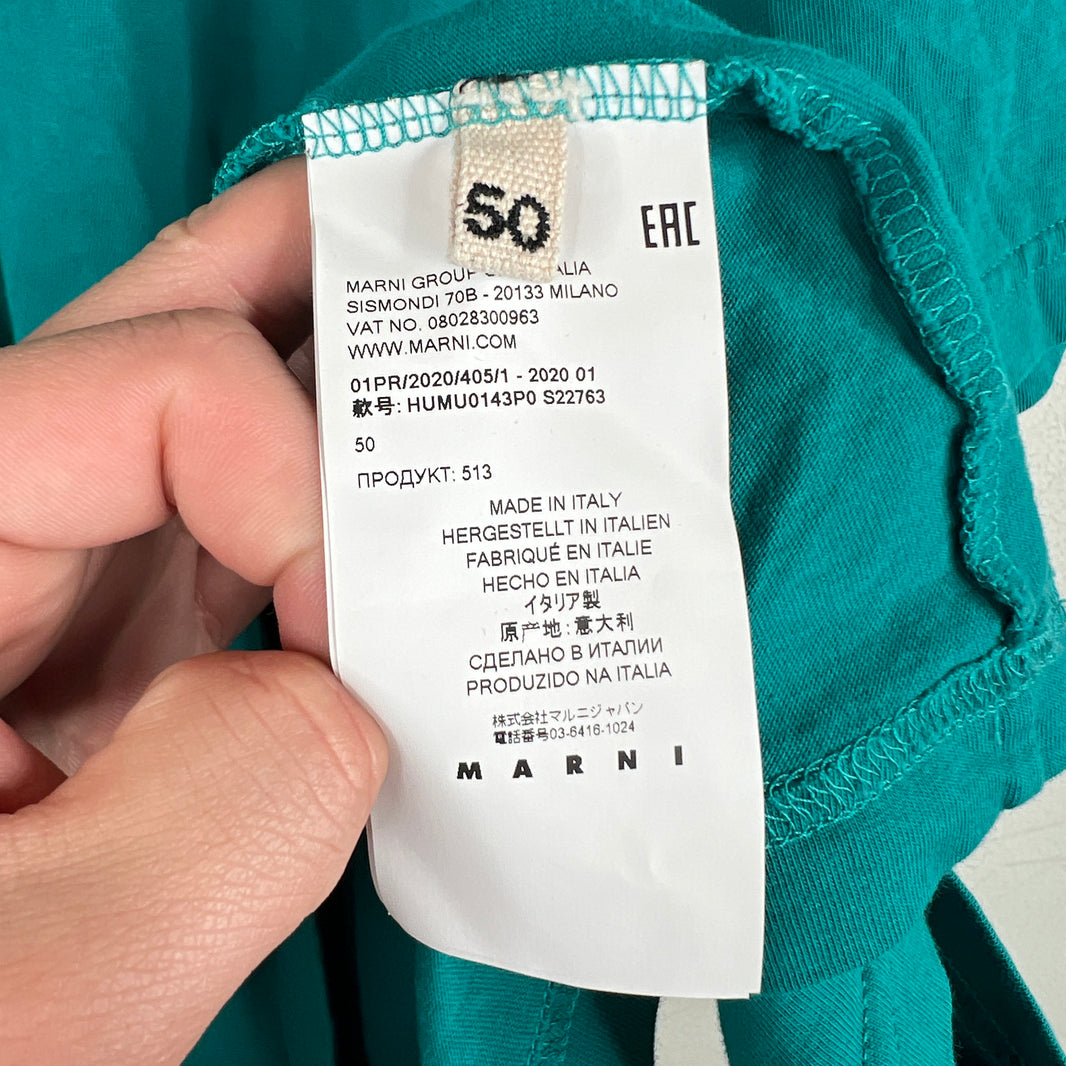 50
EAC
MARNI GROUP ALIA
SISMONDI 70B - 20133 MILANO
VAT NO. 08028300963
WWW.MARNI.COM
01PR/2020/405/1 - 2020 01
款号: HUMU0143P0 S22763
50
ПРОДУКТ: 513
MADE IN ITALY
HERGESTELLT IN ITALIEN
FABRIQUÉ EN ITALIE
HECHO EN ITALIA
イタリア製
原产地: 意大利
СДЕЛАНО В ИТАЛИИ
PRODUZIDO NA ITALIA
株式会社マルニジャパン
電話番号03-6416-1024
MARNI